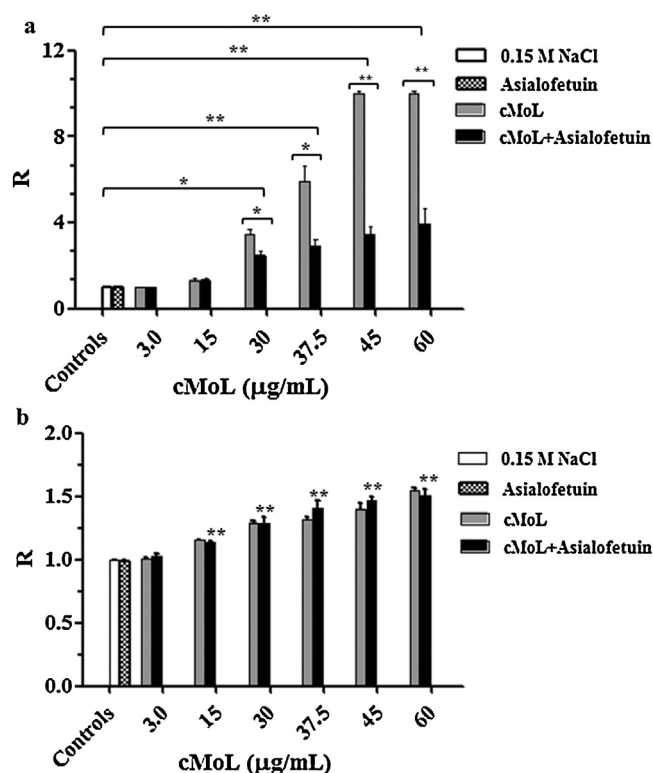 a
**
**
**
*
*
*
**
**
12
8
4
0
R
Controls
3.0
15
30
37.5
45
60
cMoL (µg/mL)
0.15 M NaCl
Asialofetuin
cMoL
cMoL+Asialofetuin
b
2.0
1.5
1.0
0.5
0.0
R
**
**
**
**
**
Controls
3.0
15
30
37.5
45
60
cMoL (µg/mL)
0.15 M NaCl
Asialofetuin
cMoL
cMoL+Asialofetuin